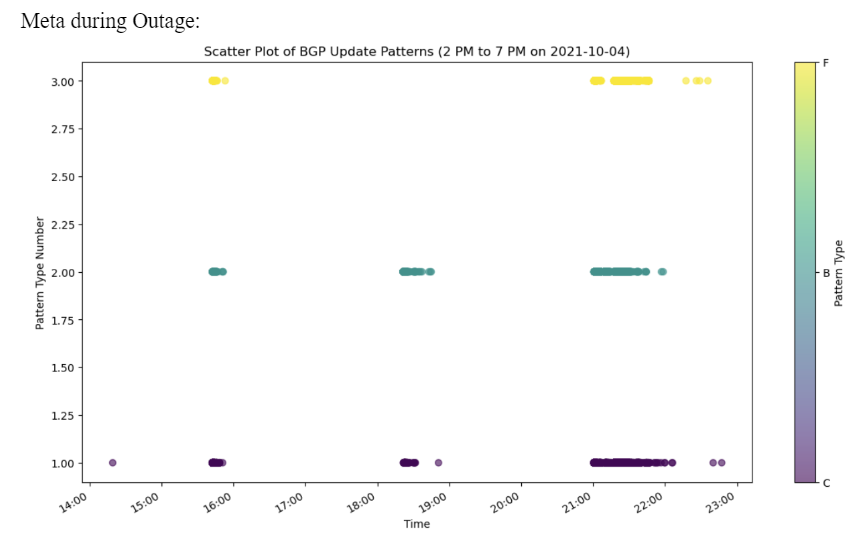 Meta during Outage:
Scatter Plot of BGP Update Patterns (2 PM to 7 PM on 2021-10-04)
Pattern Type Number
3.00
2.75
2.50
2.25
2.00
1.75
1.50
1.25
1.00
14:00
15:00
16:00
17:00
18:00
19:00
20:00
21:00
22:00
23:00
Time
F
B
C
Pattern Type